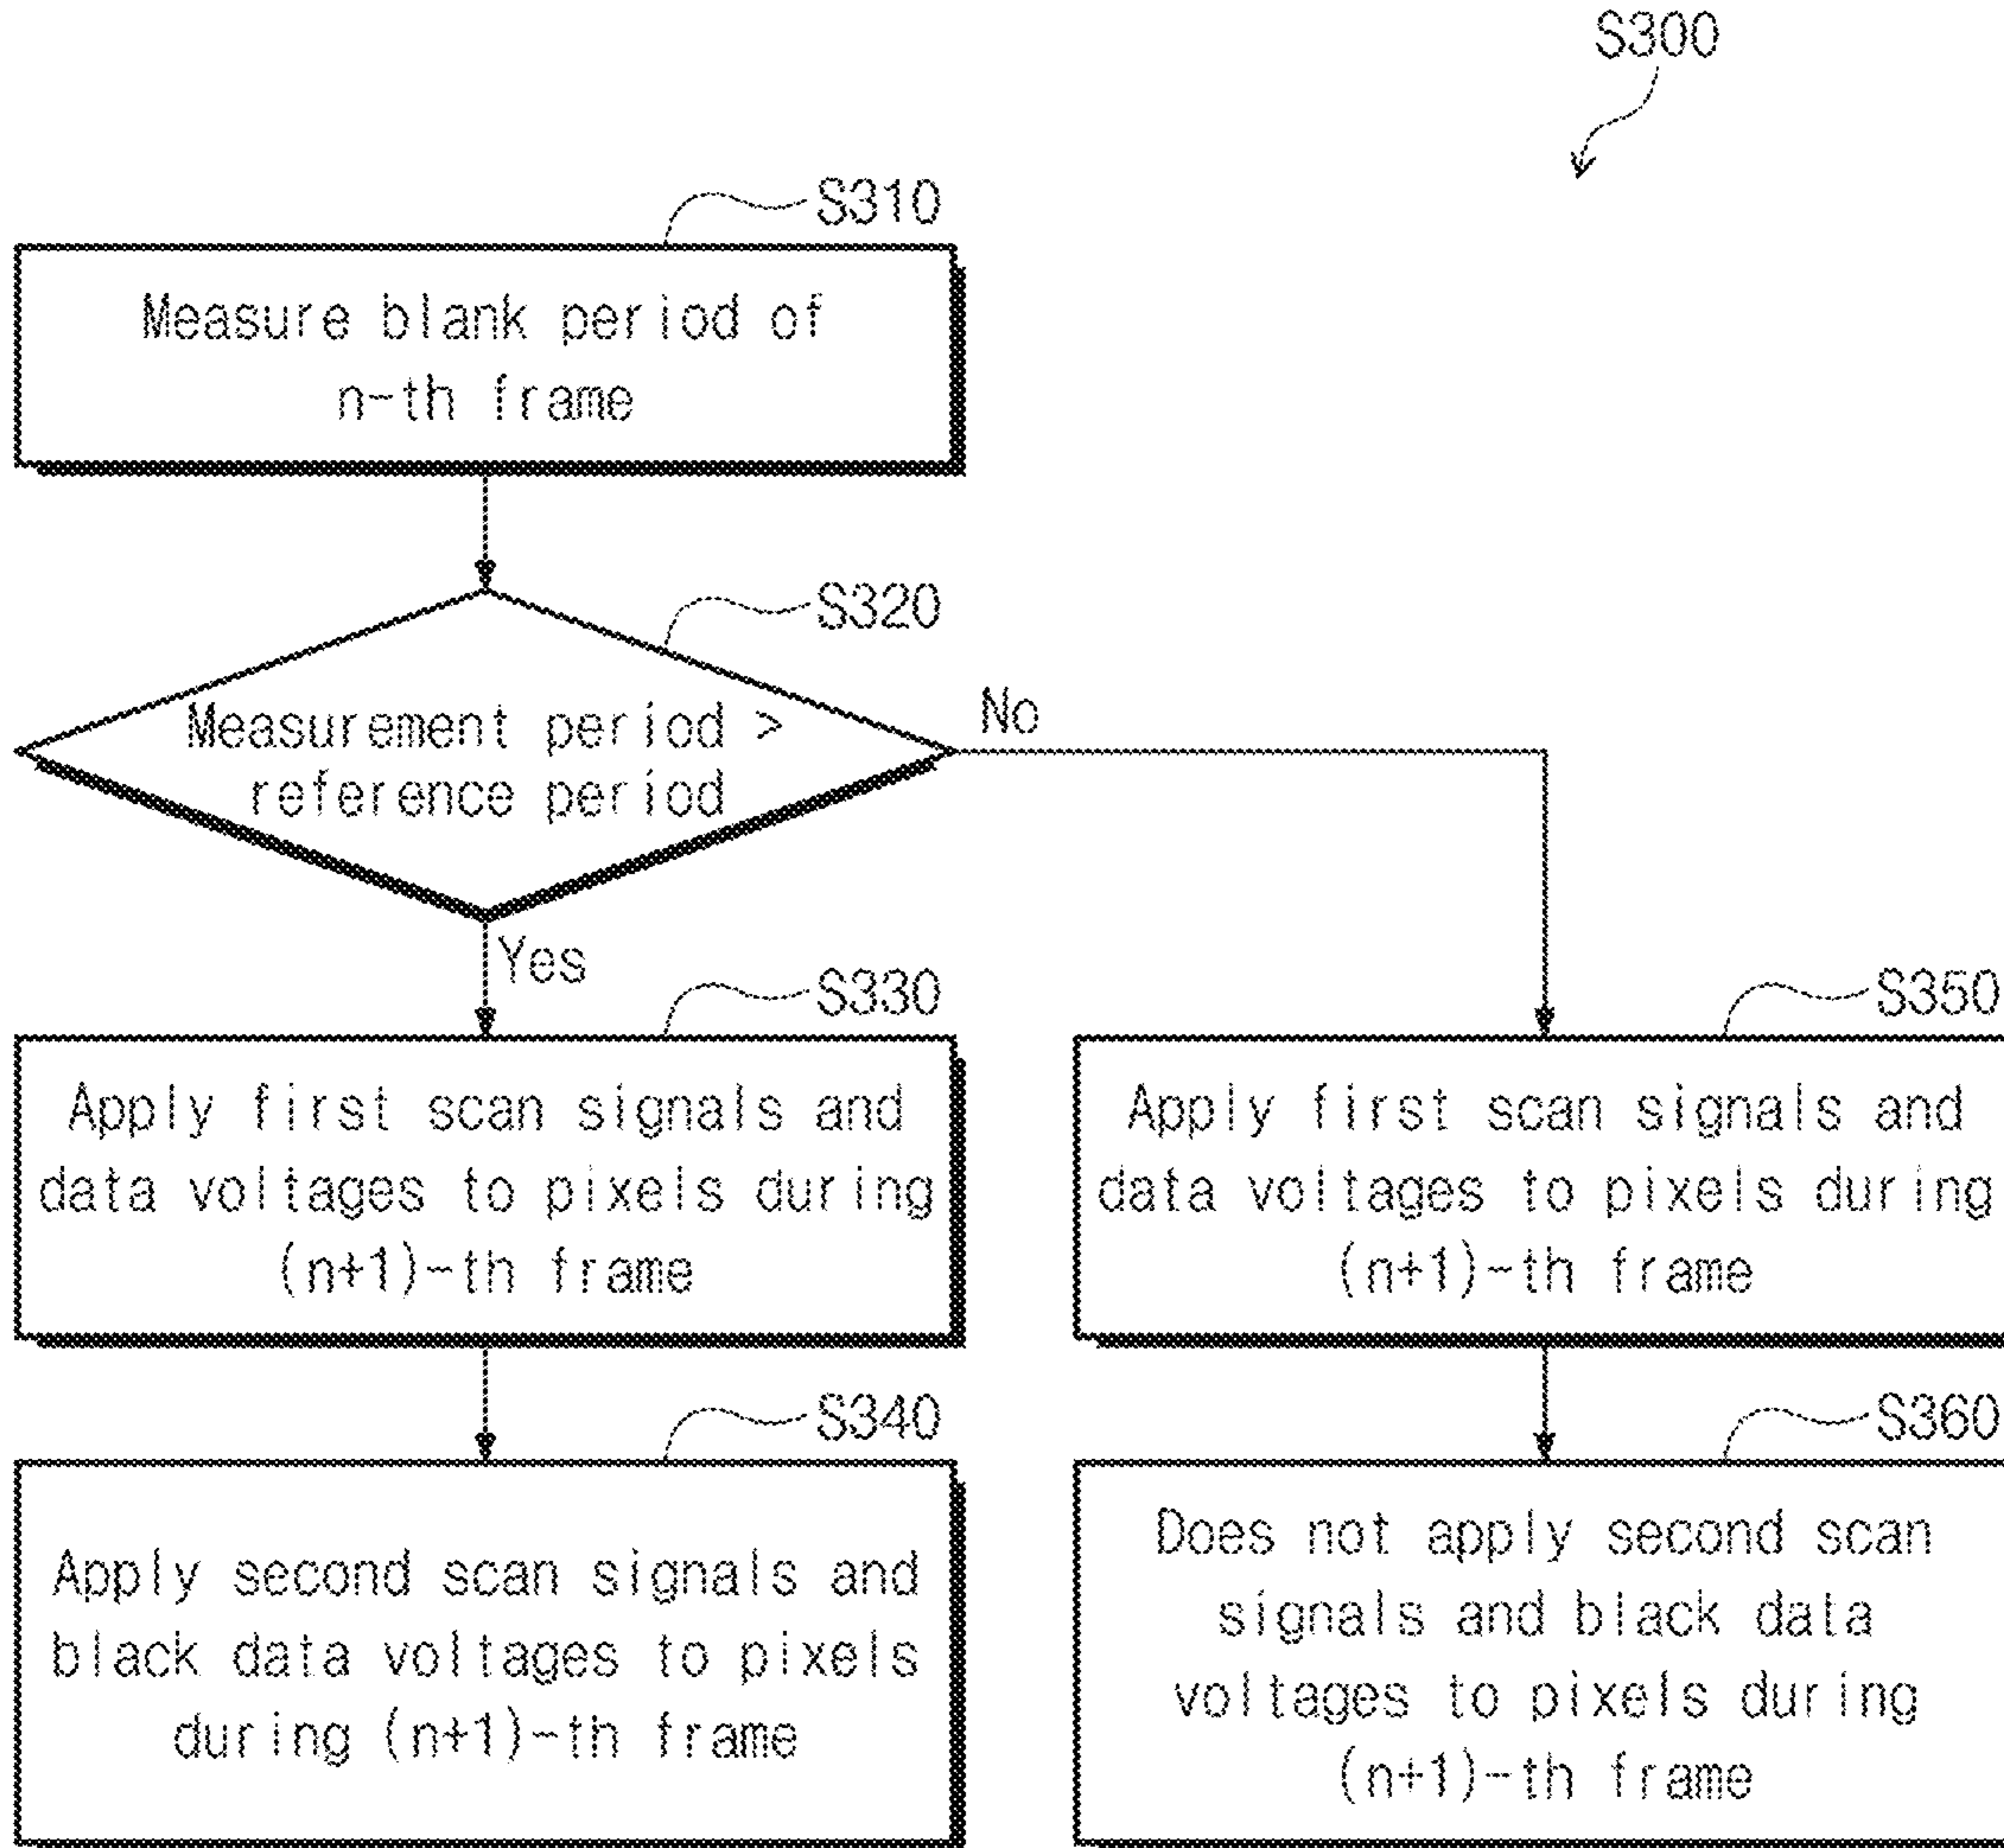 S300
S310
Measure blank period of
n-th frame
S320
Measurement period >
reference period
No
Yes
S330
Apply first scan signals and
data voltages to pixels during
(n+1)-th frame
S350
Apply first scan signals and
data voltages to pixels during
(n+1)-th frame
S340
Apply second scan signals and
black data voltages to pixels
during (n+1)-th frame
S360
Does not apply second scan
signals and black data
voltages to pixels during
(n+1)-th frame